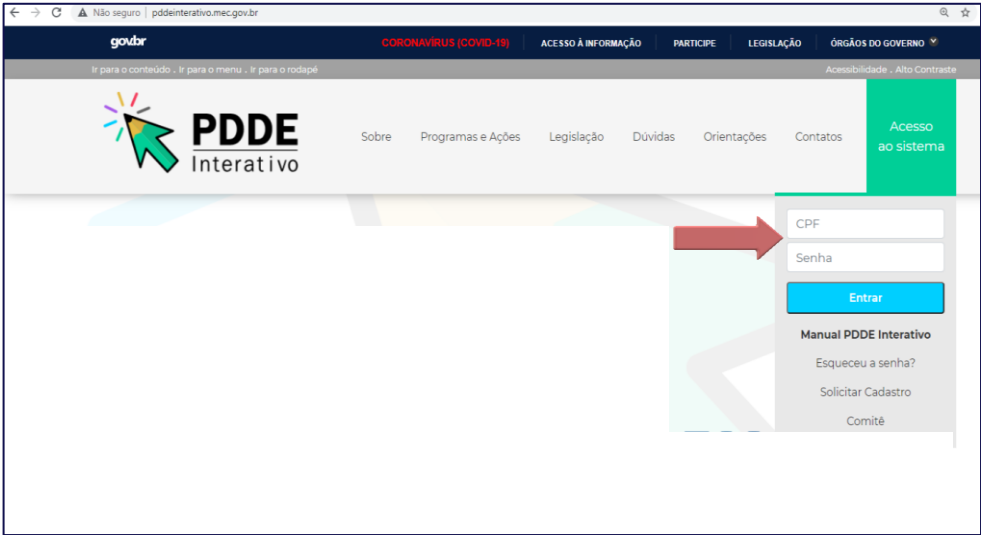 Não seguro | pddeinterativo.mec.gov.br
gov.br CORONAVÍRUS (COVID-19) ACESSO À INFORMAÇÃO PARTICIPE LEGISLAÇÃO ÓRGÃOS DO GOVERNO
Ir para o conteúdo . Ir para o menu . Ir para o rodapé Acessibilidade . Alto Contraste
PDDE
Interativo
Sobre Programas e Ações Legislação Dúvidas Orientações Contatos
Acesso
ao sistema
CPF
Senha
Entrar
Manual PDDE Interativo
Esqueceu a senha?
Solicitar Cadastro
Comitê